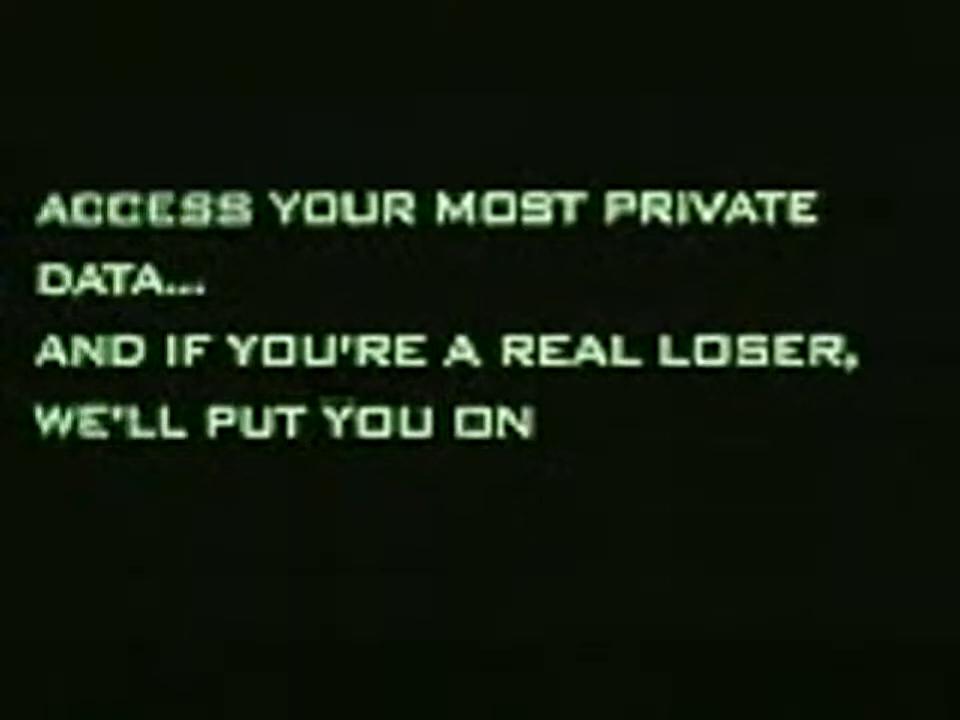 ACCESS YOUR MOST PRIVATE
DATA...
AND IF YOU'RE A REAL LOSER,
WE'LL PUT YOU ON